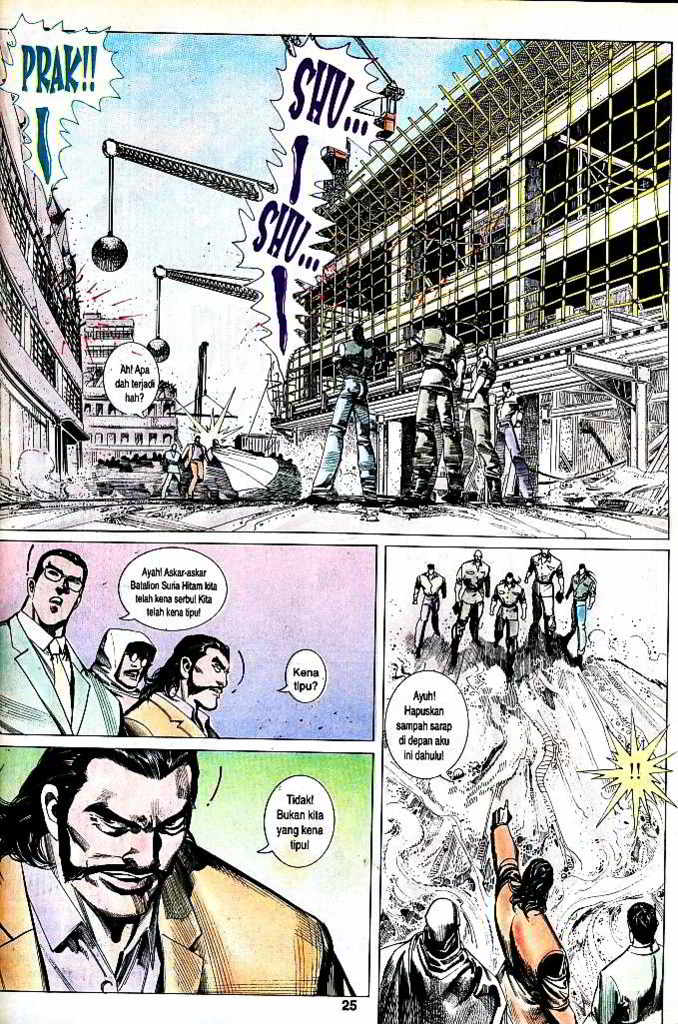 PRAK!!
SHU...
SHU...
Ah! Apa
dah terjadi
hah?
Ayah! Askar-askar
Batalion Suria Hitam kita
telah kena serbu! Kita
telah kena tipu!
Kena
tipu?
Tidak!
Bukan kita
yang kena
tipu!
Ayuh!
Hapuskan
sampah sarap
di depan aku
ini dahulu!
!!
25